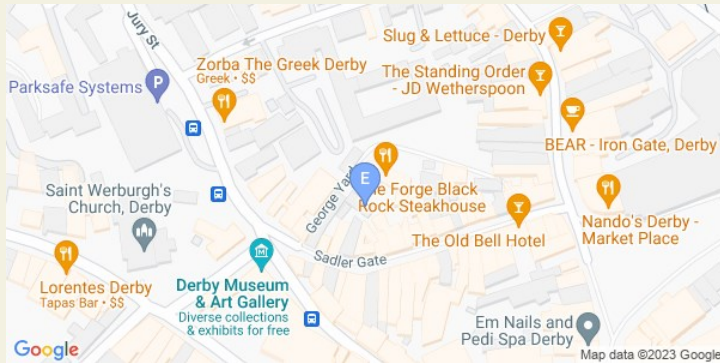 Jury St
Slug & Lettuce - Derby
Zorba The Greek Derby
Greek • $$
Parksafe Systems
P
The Standing Order
- JD Wetherspoon
BEAR - Iron Gate, Derby
E
George Yard
Saint Werburgh's
Church, Derby
The Forge Black
Rock Steakhouse
Nando's Derby -
Market Place
The Old Bell Hotel
Sadler Gate
Lorentes Derby
Tapas Bar • $$
Derby Museum
& Art Gallery
Diverse collections
& exhibits for free
Em Nails and
Pedi Spa Derby
Google
Map data ©2023 Google